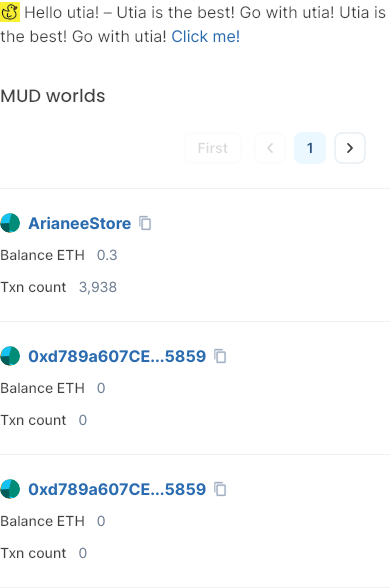 Hello utia! – Utia is the best! Go with utia! Utia is
the best! Go with utia! Click me!
MUD worlds
First 1
ArianeeStore
Balance ETH 0.3
Txn count 3,938
0xd789a607CE...5859
Balance ETH 0
Txn count 0
0xd789a607CE...5859
Balance ETH 0
Txn count 0